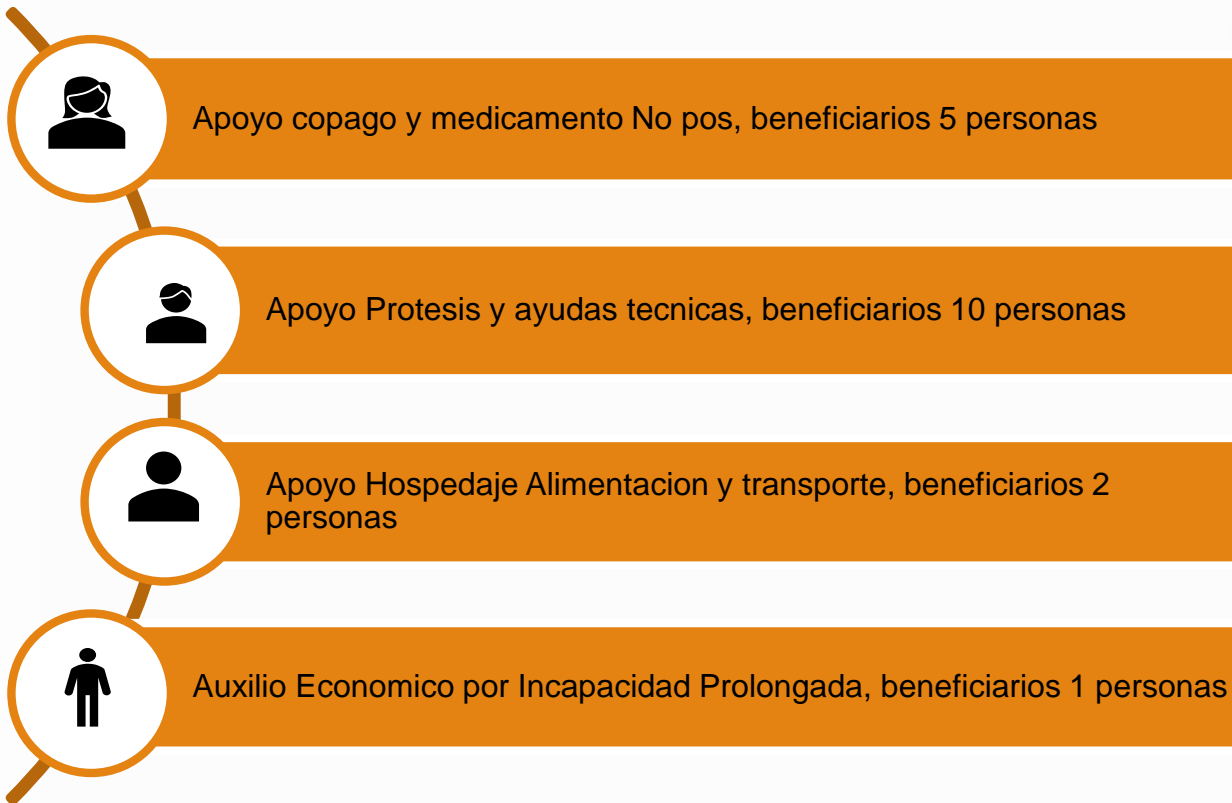 Apoyo copago y medicamento No pos, beneficiarios 5 personas
Apoyo Protesis y ayudas tecnicas, beneficiarios 10 personas
Apoyo Hospedaje Alimentacion y transporte, beneficiarios 2
personas
Auxilio Economico por Incapacidad Prolongada, beneficiarios 1 personas